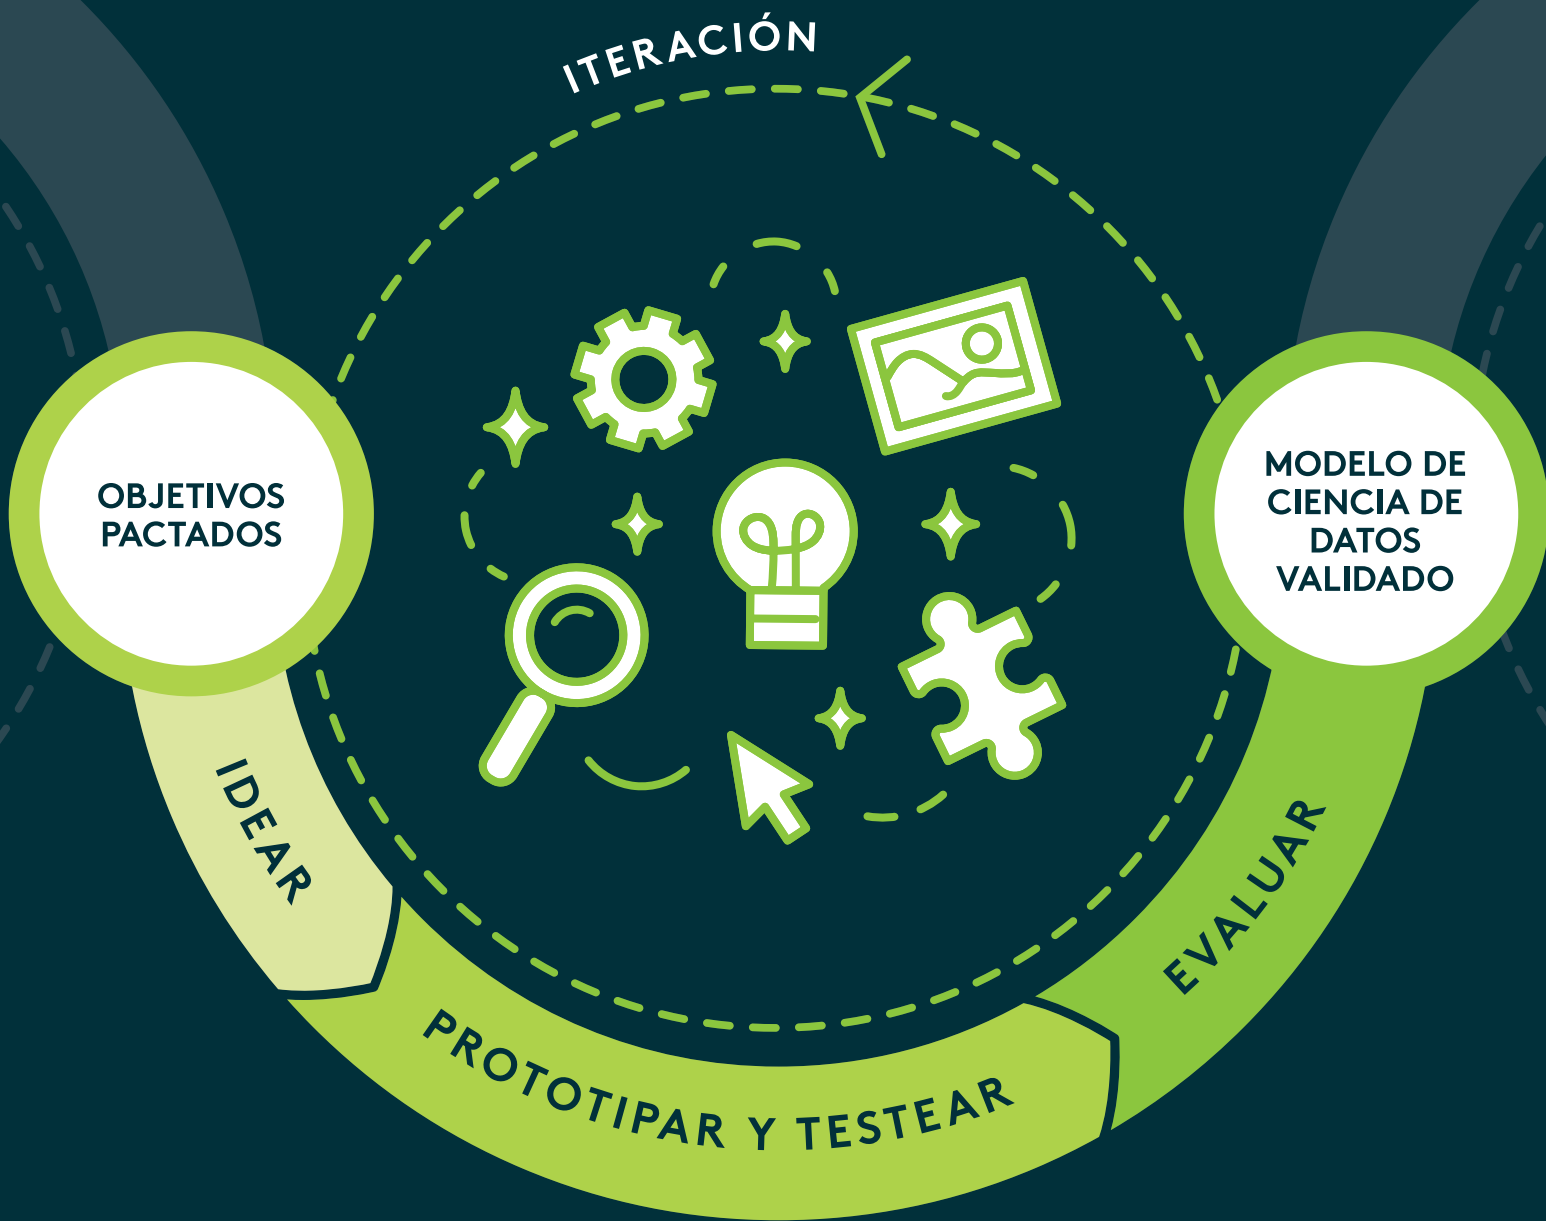 ITERACIÓN
OBJETIVOS
PACTADOS
MODELO DE
CIENCIA DE
DATOS
VALIDADO
IDEAR
PROTOTIPAR Y TESTEAR
EVALUAR